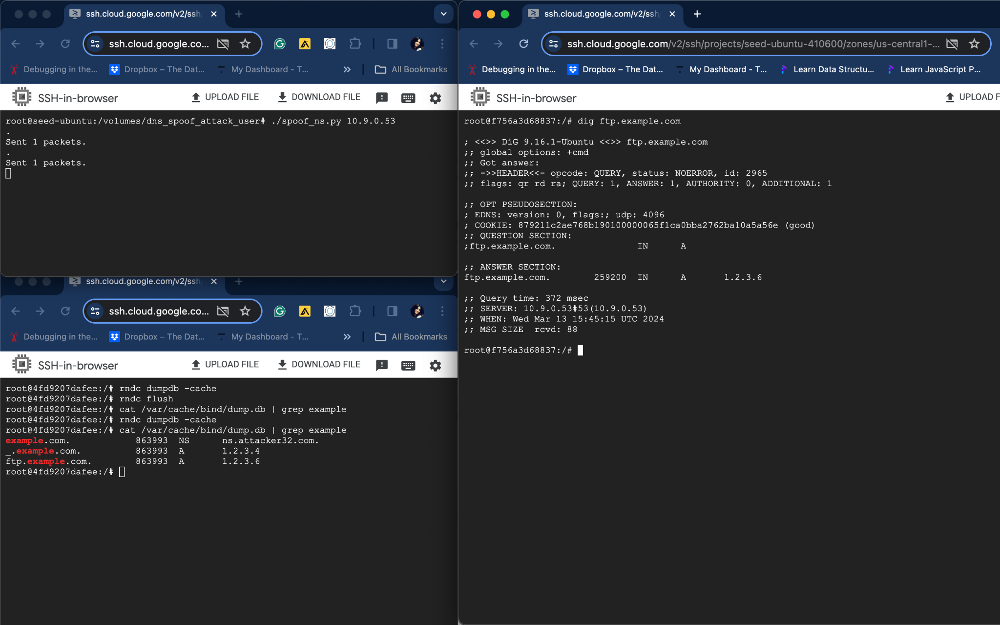 ssh.cloud.google.com/v2/ssh
ssh.cloud.google.co...
Debugging in the...
Dropbox – The Dat...
My Dashboard - T...
»
All Bookmarks
SSH-in-browser
UPLOAD FILE
DOWNLOAD FILE
root@seed-ubuntu:/volumes/dns_spoof_attack_user# ./spoof_ns.py 10.9.0.53
.
Sent 1 packets.
.
Sent 1 packets.
ssh.cloud.google.com/v2/ssh
ssh.cloud.google.co...
Debugging in the...
Dropbox – The Dat...
My Dashboard - T...
»
All Bookmarks
SSH-in-browser
UPLOAD FILE
DOWNLOAD FILE
root@4fd9207dafee:/# rndc dumpdb -cache
root@4fd9207dafee:/# rndc flush
root@4fd9207dafee:/# cat /var/cache/bind/dump.db | grep example
root@4fd9207dafee:/# rndc dumpdb -cache
root@4fd9207dafee:/# cat /var/cache/bind/dump.db | grep example
example.com. 863993 NS ns.attacker32.com.
_.example.com. 863993 A 1.2.3.4
ftp.example.com. 863993 A 1.2.3.6
root@4fd9207dafee:/#
ssh.cloud.google.com/v2/ssh
ssh.cloud.google.com/v2/ssh/projects/seed-ubuntu-410600/zones/us-central1-...
Debugging in the...
Dropbox – The Dat...
My Dashboard - T...
Learn Data Structu...
Learn JavaScript P...
SSH-in-browser
UPLOAD F
root@f756a3d68837:/# dig ftp.example.com
; <<>> DiG 9.16.1-Ubuntu <<>> ftp.example.com
;; global options: +cmd
;; Got answer:
;; ->>HEADER<<- opcode: QUERY, status: NOERROR, id: 2965
;; flags: qr rd ra; QUERY: 1, ANSWER: 1, AUTHORITY: 0, ADDITIONAL: 1
;; OPT PSEUDOSECTION:
; EDNS: version: 0, flags:; udp: 4096
; COOKIE: 879211c2ae768b190100000065f1ca0bba2762ba10a5a56e (good)
;; QUESTION SECTION:
;ftp.example.com. IN A
;; ANSWER SECTION:
ftp.example.com. 259200 IN A 1.2.3.6
;; Query time: 372 msec
;; SERVER: 10.9.0.53#53(10.9.0.53)
;; WHEN: Wed Mar 13 15:45:15 UTC 2024
;; MSG SIZE rcvd: 88
root@f756a3d68837:/#